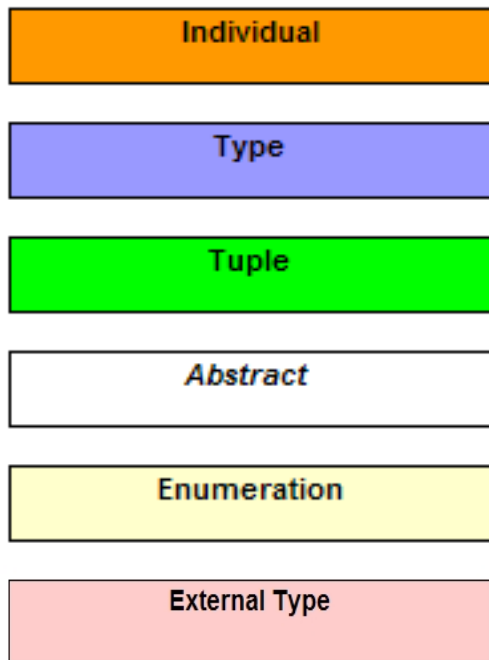 Individual
Type
Tuple
Abstract
Enumeration
External Type